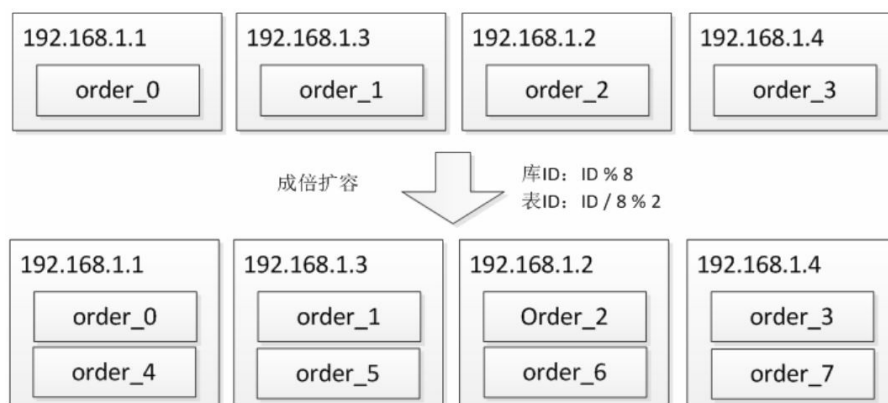 192.168.1.1
192.168.1.3
192.168.1.2
192.168.1.4
order_0
order_1
order_2
order_3
成倍扩容
库ID：ID % 8
表ID：ID / 8 % 2
192.168.1.1
192.168.1.3
192.168.1.2
192.168.1.4
order_0
order_1
Order_2
order_3
order_4
order_5
order_6
order_7